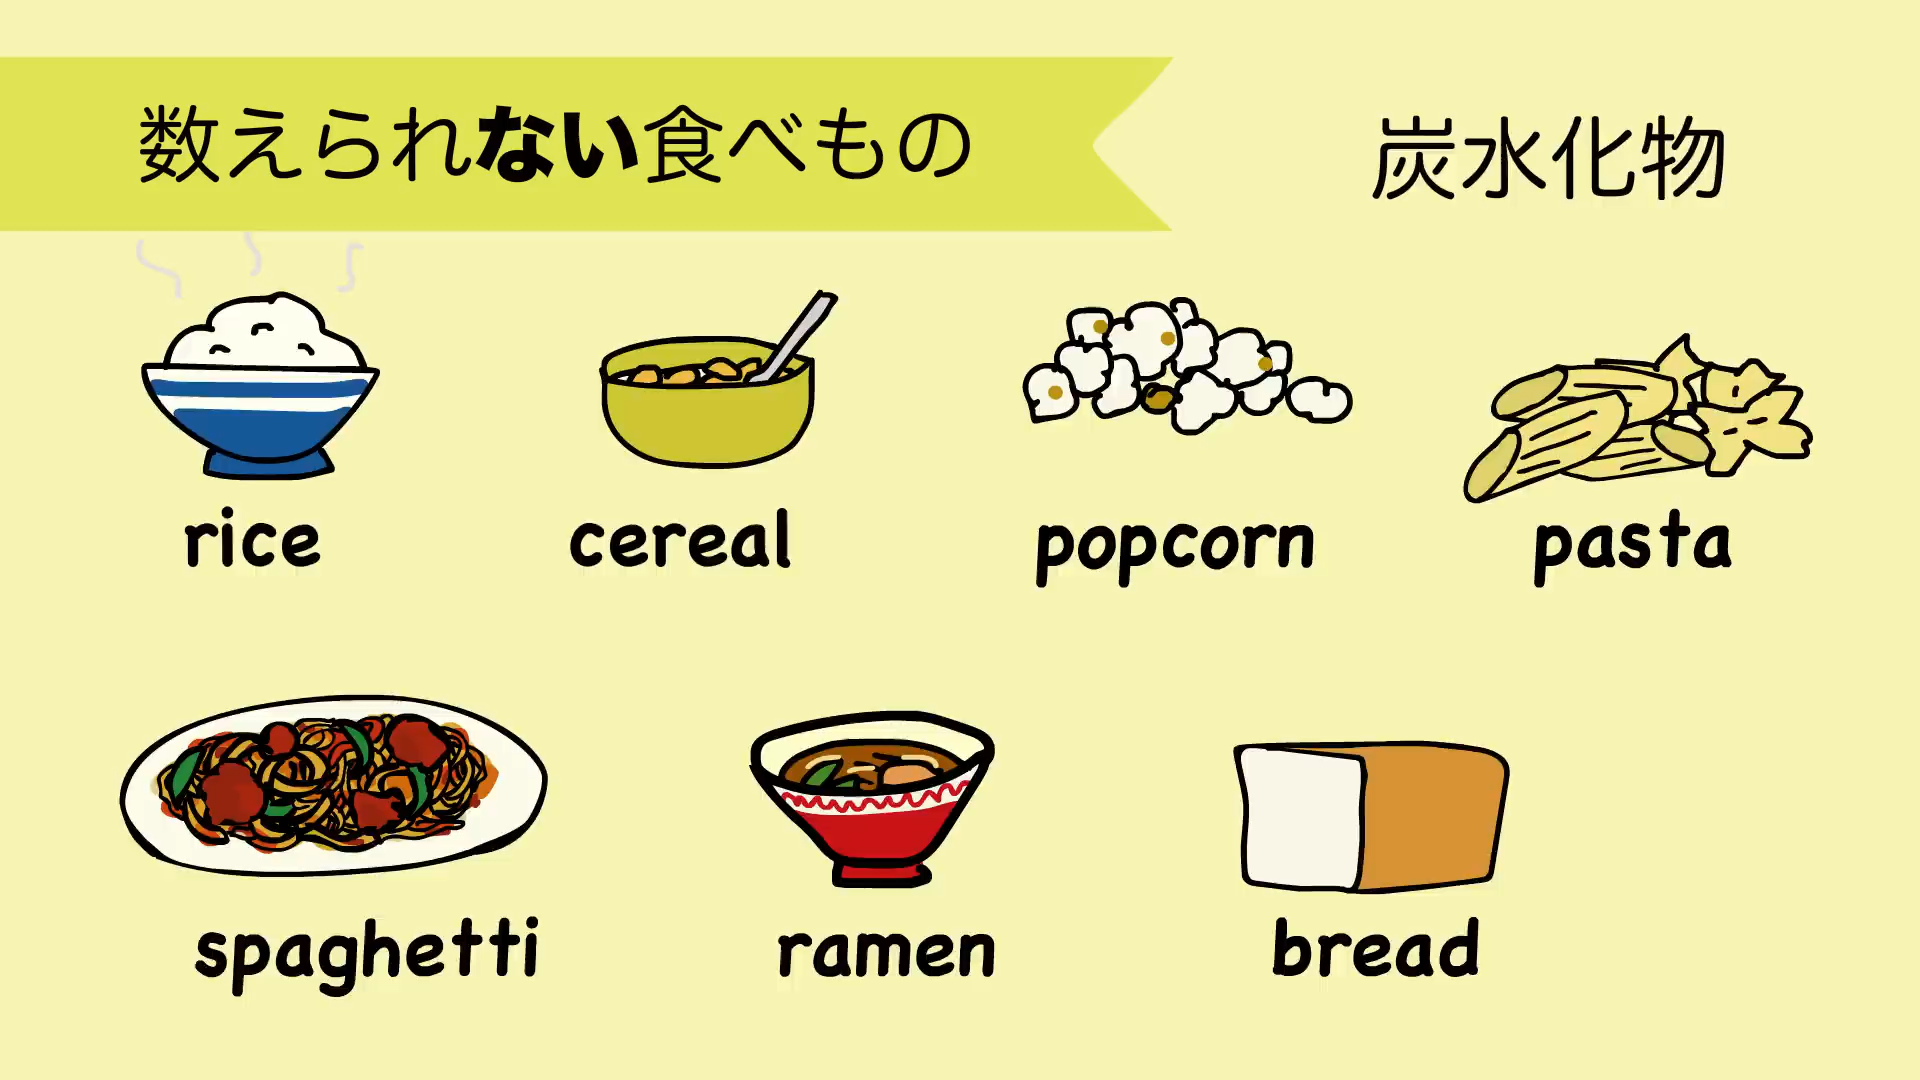 数えられない食べもの
炭水化物
rice
cereal
popcorn
pasta
spaghetti
ramen
bread